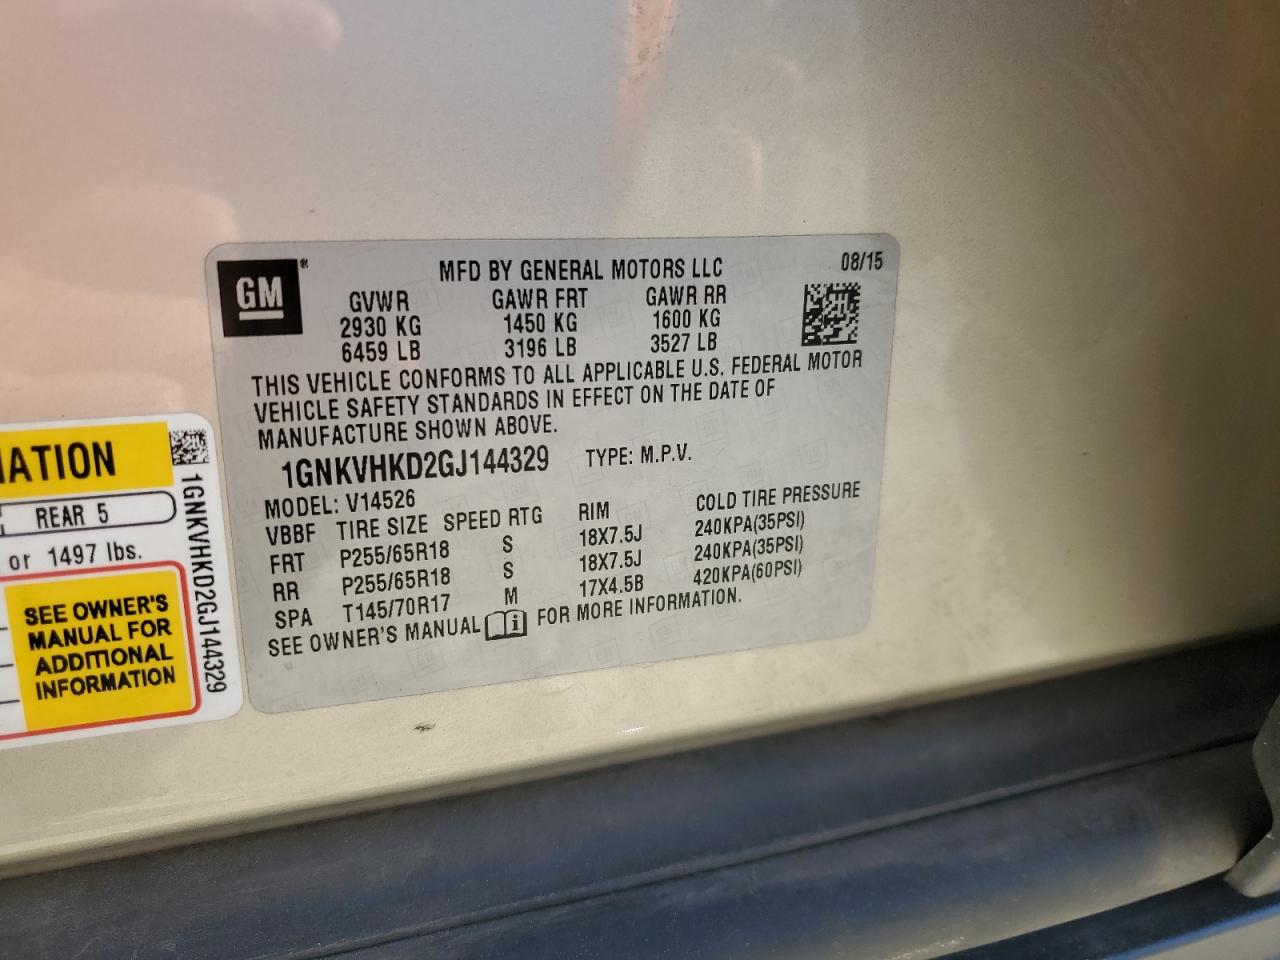 GM
MFD BY GENERAL MOTORS LLC 08/15
GVWR GAWR FRT GAWR RR
2930 KG 1450 KG 1600 KG
6459 LB 3196 LB 3527 LB
THIS VEHICLE CONFORMS TO ALL APPLICABLE U.S. FEDERAL MOTOR
VEHICLE SAFETY STANDARDS IN EFFECT ON THE DATE OF
MANUFACTURE SHOWN ABOVE.
1GNKVHKD2GJ144329 TYPE: M.P.V.
MODEL: V14526
VBBF TIRE SIZE SPEED RTG RIM COLD TIRE PRESSURE
FRT P255/65R18 S 18X7.5J 240KPA(35PSI)
RR P255/65R18 S 18X7.5J 240KPA(35PSI)
SPA T145/70R17 M 17X4.5B 420KPA(60PSI)
SEE OWNER'S MANUAL FOR MORE INFORMATION.
REAR 5
or 1497 lbs.
SEE OWNER'S
MANUAL FOR
ADDITIONAL
INFORMATION
1GNKVHKD2GJ144329